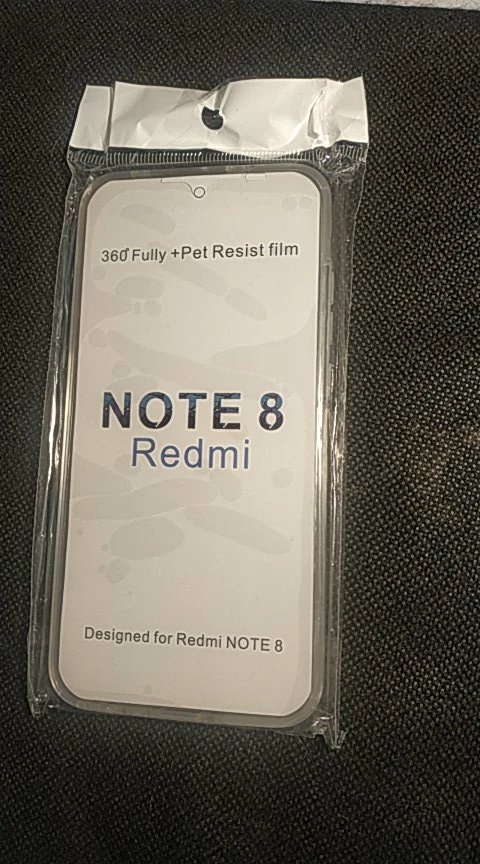 360° Fully +Pet Resist film
NOTE 8
Redmi
Designed for Redmi NOTE 8